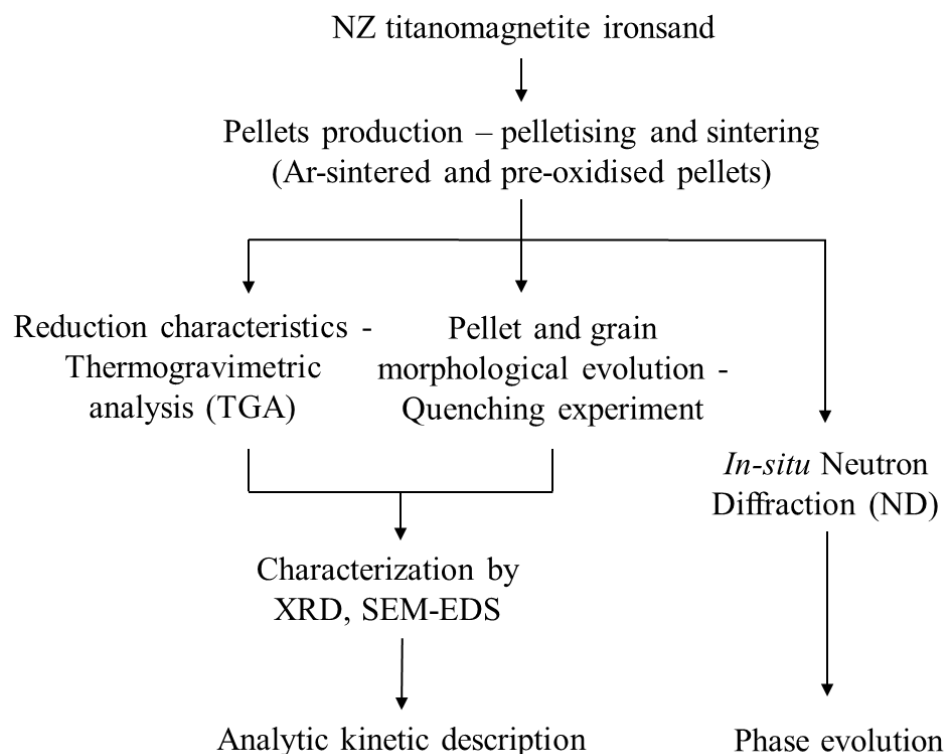 NZ titanomagnetite ironsand
Pellets production – pelletising and sintering
(Ar-sintered and pre-oxidised pellets)
Reduction characteristics -
Thermogravimetric
analysis (TGA)
Pellet and grain
morphological evolution -
Quenching experiment
In-situ Neutron
Diffraction (ND)
Characterization by
XRD, SEM-EDS
Analytic kinetic description
Phase evolution